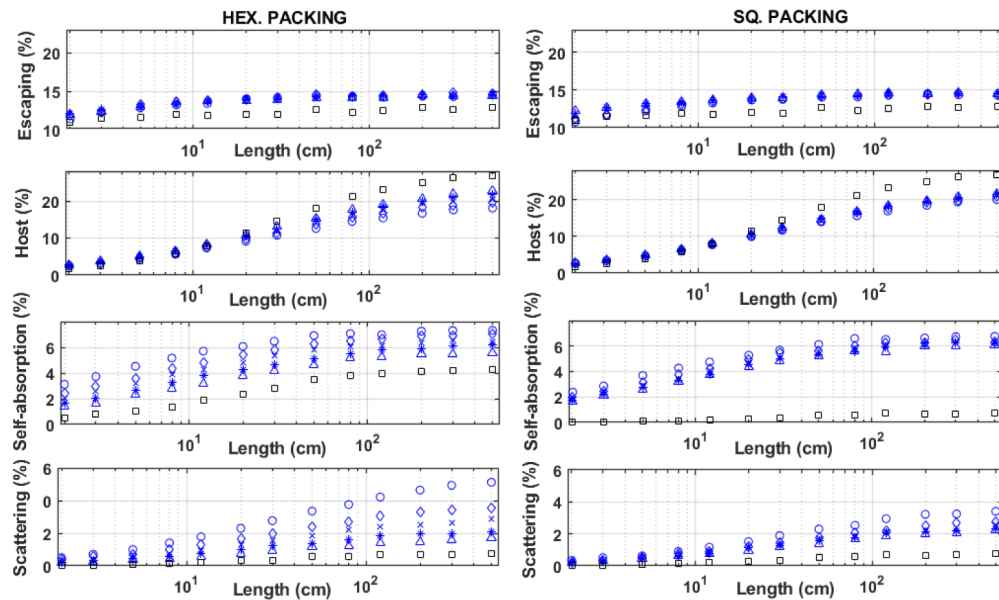 HEX. PACKING
Escaping (%)
20
15
10
10¹
10²
Length (cm)
Host (%)
20
10
0
10¹
10²
Length (cm)
Self-absorption (%)
6
4
2
0
10¹
10²
Length (cm)
Scattering (%)
6
0
2
0
10¹
10²
Length (cm)
SQ. PACKING
Escaping (%)
20
15
10
10¹
10²
Length (cm)
Host (%)
20
10
0
10¹
10²
Length (cm)
Self-absorption (%)
6
4
2
0
10¹
10²
Length (cm)
Scattering (%)
6
4
2
0
10¹
10²
Length (cm)